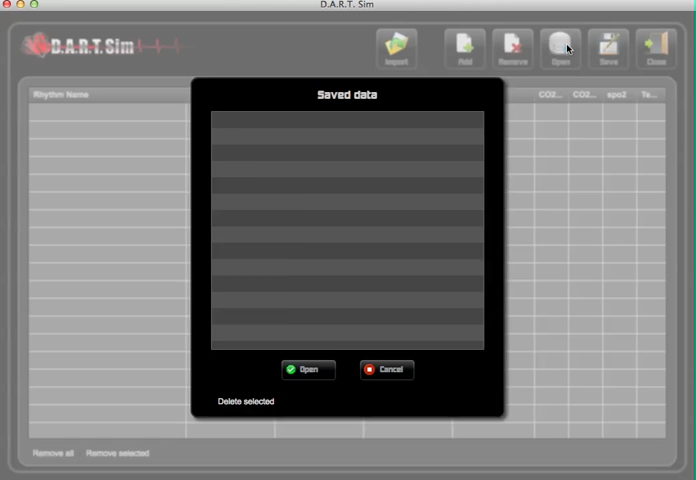 D.A.R.T. Sim
D.A.R.T. Sim
Import
Add
Remove
Open
Save
Close
Saved data
Rhythm Name
CO2...
CO2...
spo2
Te...
Open
Cancel
Delete selected
Remove all
Remove selected